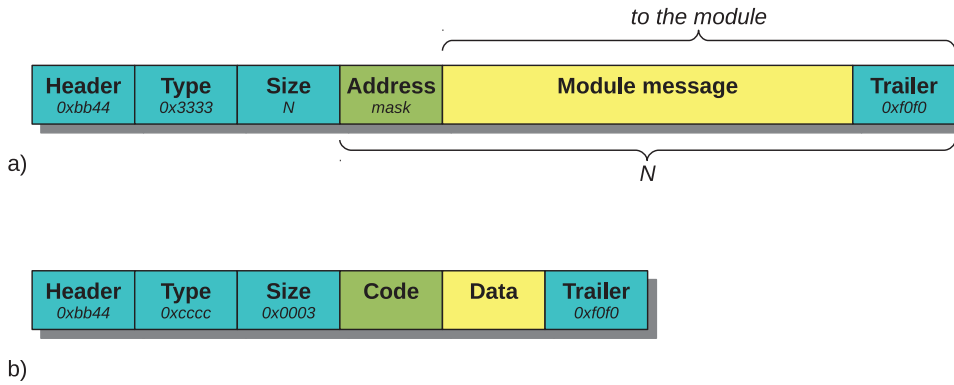 to the module
Header Type Size Address Module message Trailer
0xbb44 0x3333 N mask 0xf0f0
a)
N
Header Type Size Code Data Trailer
0xbb44 0xcccc 0x0003 0xf0f0
b)